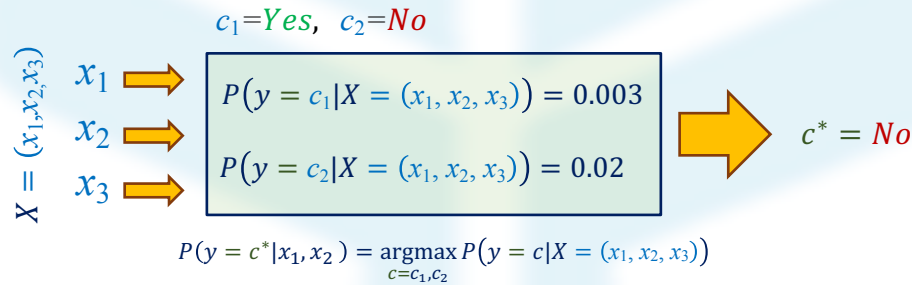 c₁=Yes, c₂=No
X = (x₁,x₂,x₃)
x₁
x₂
x₃
P(y = c₁|X = (x₁, x₂, x₃)) = 0.003
P(y = c₂|X = (x₁, x₂, x₃)) = 0.02
c* = No
P(y = c*|x₁, x₂ ) = argmax P(y = c|X = (x₁, x₂, x₃))
c=c₁,c₂